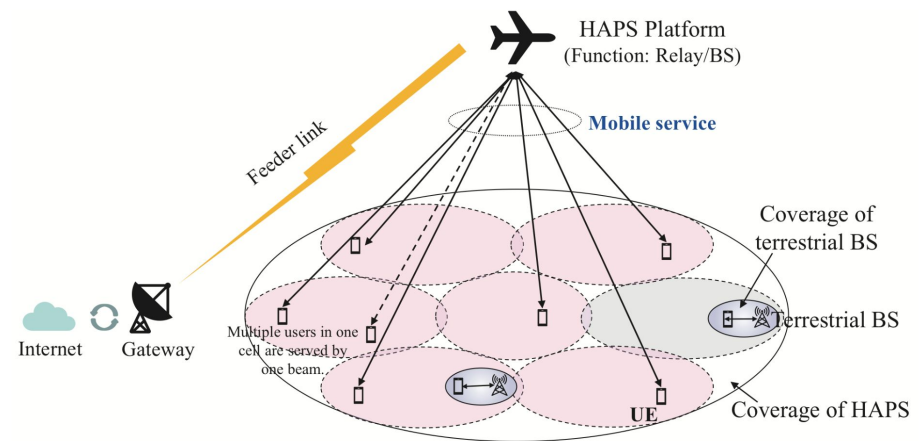 HAPS Platform
(Function: Relay/BS)
Mobile service
Feeder link
Coverage of
terrestrial BS
Terrestrial BS
Internet
Gateway
Multiple users in one
cell are served by
one beam.
UE
Coverage of HAPS